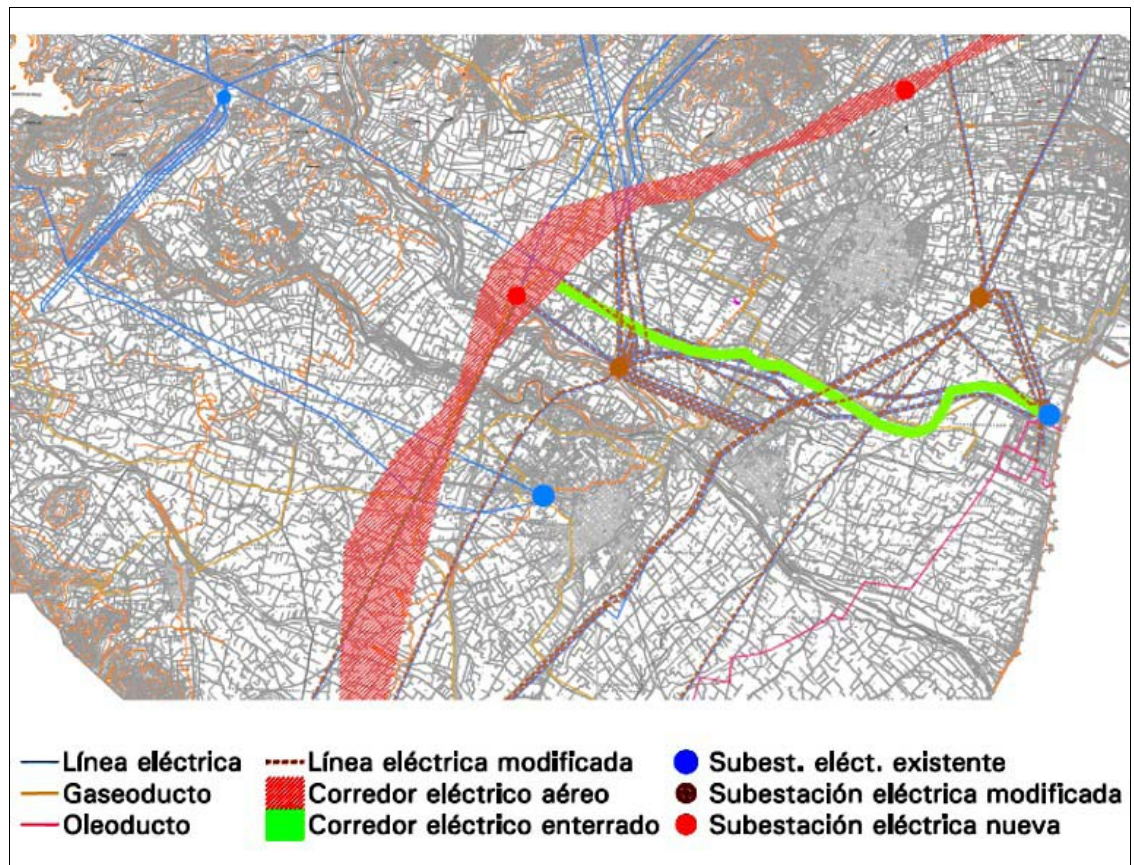 Línea eléctrica
Línea eléctrica modificada
Subest. eléct. existente
Gaseoducto
Corredor eléctrico aéreo
Subestación eléctrica modificada
Oleoducto
Corredor eléctrico enterrado
Subestación eléctrica nueva